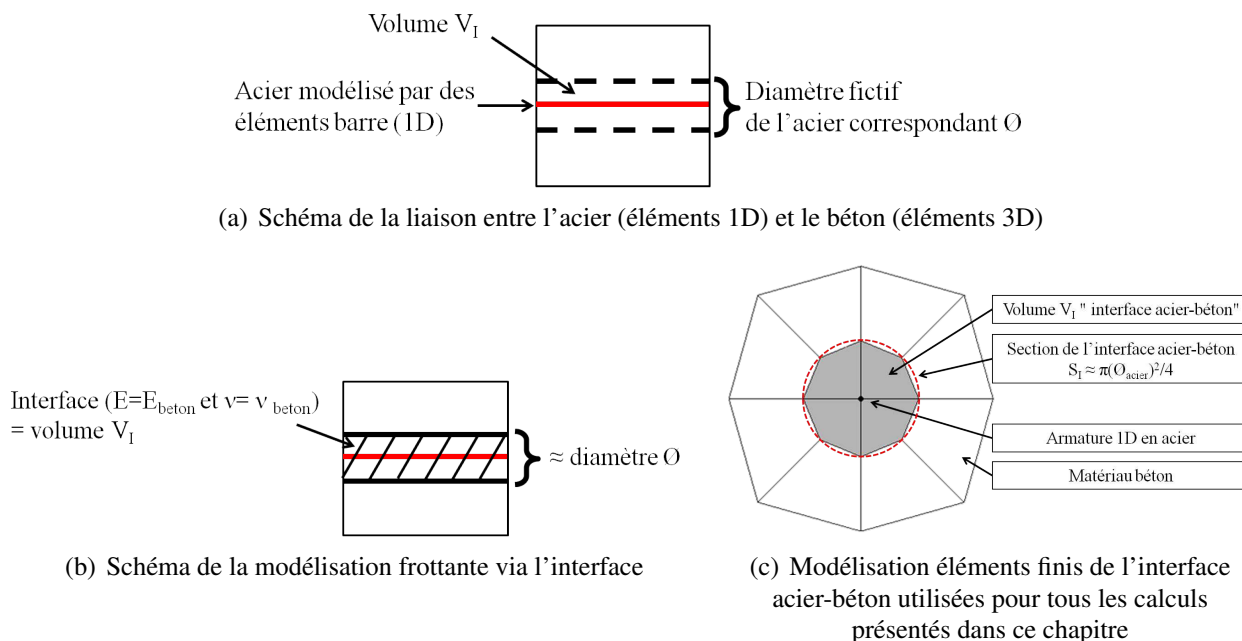 Volume V_I
Acier modélisé par des
éléments barre (1D)
Diamètre fictif
de l'acier correspondant Ø
(a) Schéma de la liaison entre l'acier (éléments 1D) et le béton (éléments 3D)
Interface (E=E_beton et ν= ν_beton)
= volume V_I
≈ diamètre Ø
(b) Schéma de la modélisation frottante via l'interface
Volume V_I " interface acier-béton"
Section de l'interface acier-béton
S_I ≈ π(Ø_acier)²/4
Armature 1D en acier
Matériau béton
(c) Modélisation éléments finis de l'interface
acier-béton utilisées pour tous les calculs
présentés dans ce chapitre